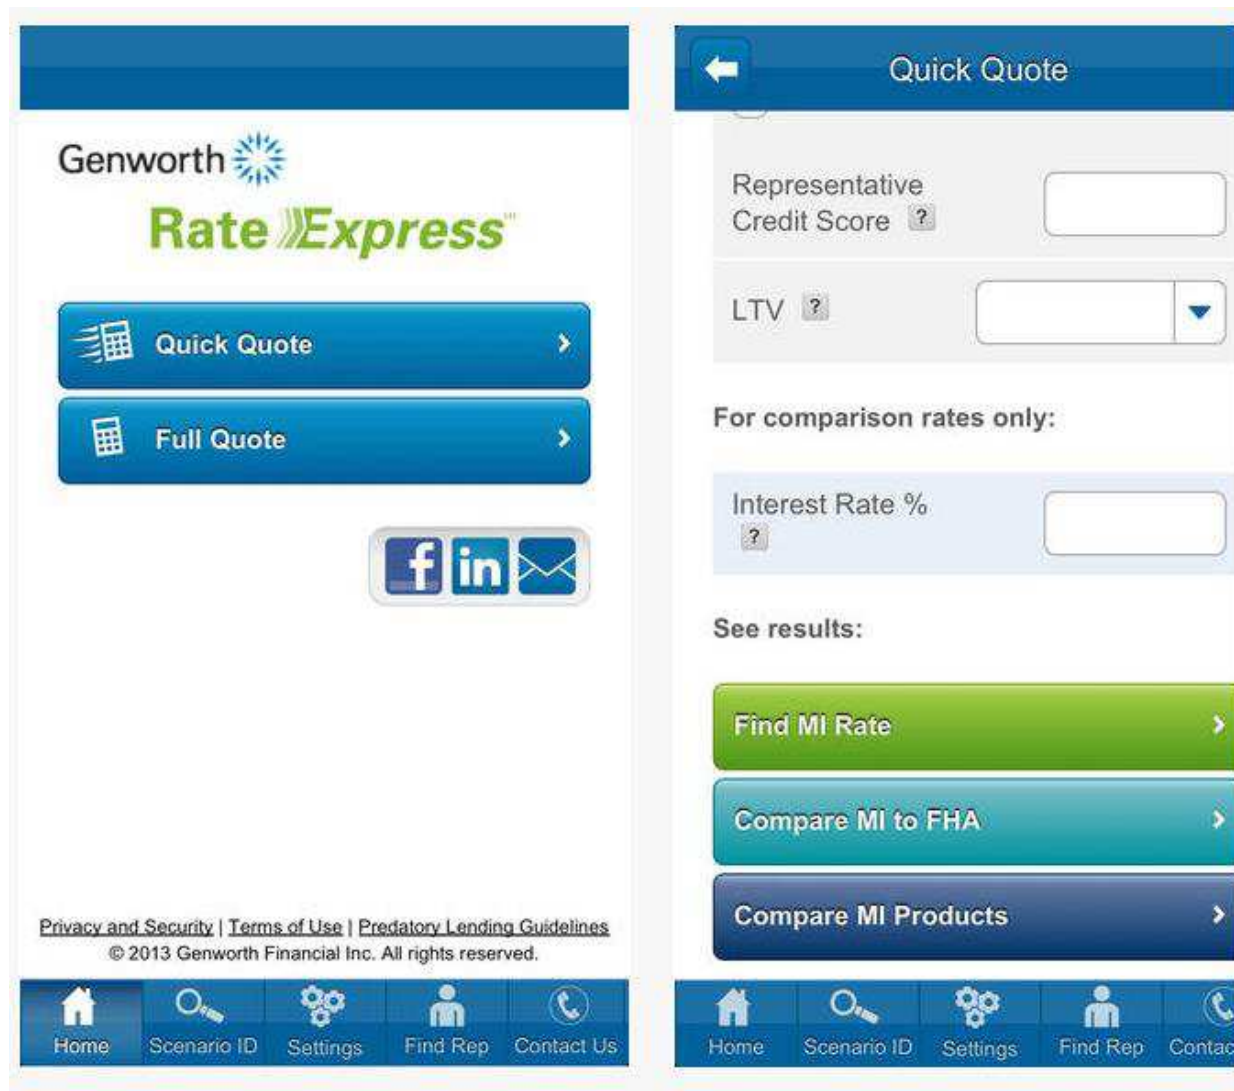 Genworth
Rate Express
Quick Quote
Full Quote
f in
Privacy and Security | Terms of Use | Predatory Lending Guidelines
© 2013 Genworth Financial Inc. All rights reserved.
Home Scenario ID Settings Find Rep Contact Us
Quick Quote
Representative
Credit Score ?
LTV ?
For comparison rates only:
Interest Rate %
?
See results:
Find MI Rate
Compare MI to FHA
Compare MI Products
Home Scenario ID Settings Find Rep Contac